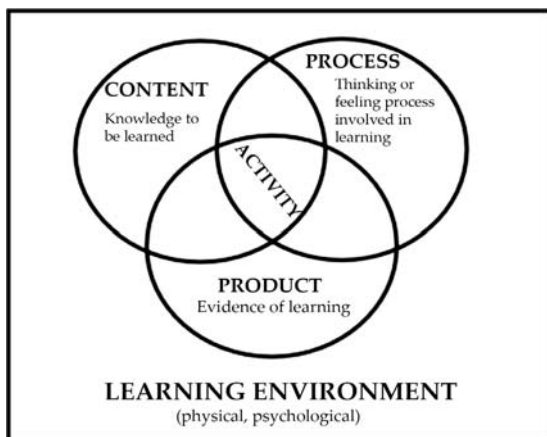 CONTENT
Knowledge to
be learned
PROCESS
Thinking or
feeling process
involved in
learning
ACTIVITY
PRODUCT
Evidence of learning
LEARNING ENVIRONMENT
(physical, psychological)